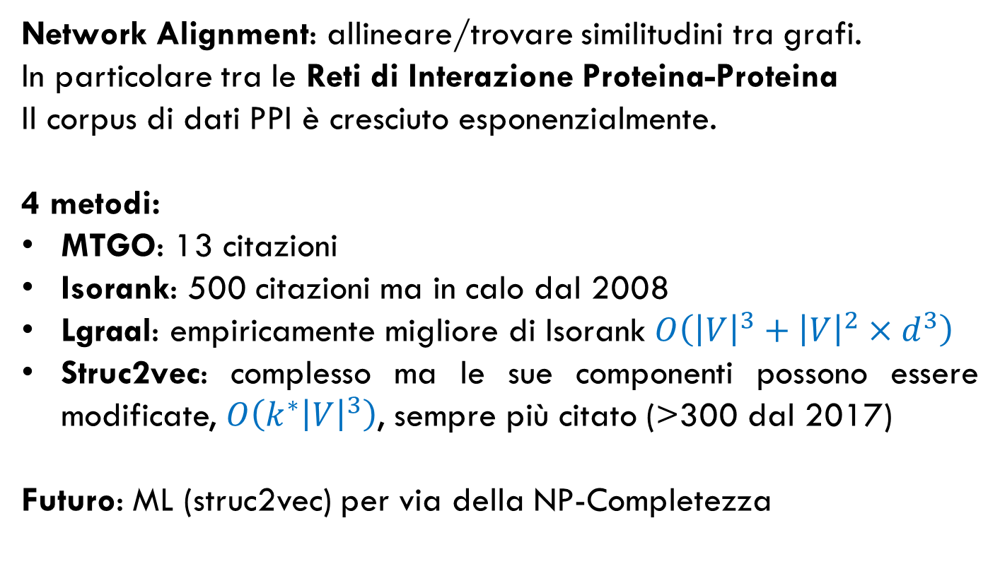 Network Alignment: allineare/trovare similitudini tra grafi.
In particolare tra le Reti di Interazione Proteina-Proteina
Il corpus di dati PPI è cresciuto esponenzialmente.
4 metodi:
• MTGO: 13 citazioni
• Isorank: 500 citazioni ma in calo dal 2008
• Lgraal: empiricamente migliore di Isorank O(|V|³ + |V|² × d³)
• Struc2vec: complesso ma le sue componenti possono essere
modificate, O(k*|V|³), sempre più citato (>300 dal 2017)
Futuro: ML (struc2vec) per via della NP-Completezza